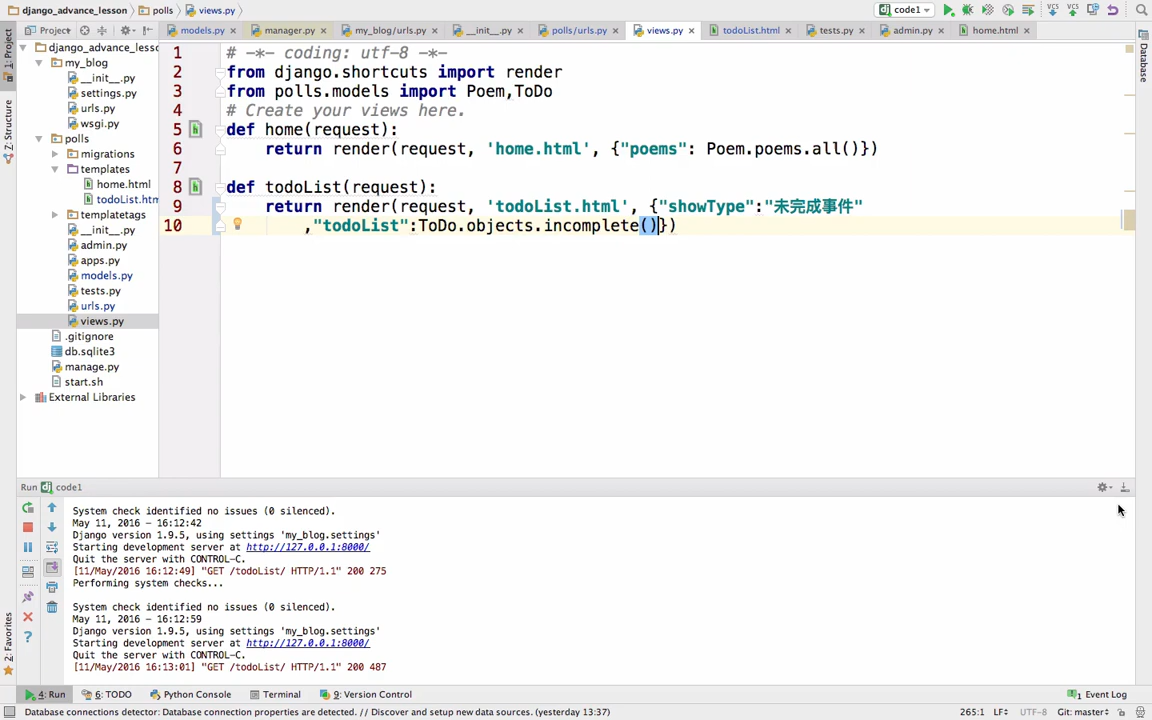 django_advance_lesson polls views.py code1
Project models.py manager.py my_blog/urls.py __init__.py polls/urls.py views.py todoList.html tests.py admin.py home.html
1: Project
Z: Structure
2: Favorites
Database
django_advance_lesso
my_blog
__init__.py
settings.py
urls.py
wsgi.py
polls
migrations
templates
home.html
todoList.htm
templatetags
__init__.py
admin.py
apps.py
models.py
tests.py
urls.py
views.py
.gitignore
db.sqlite3
manage.py
start.sh
External Libraries
1 # -*- coding: utf-8 -*-
2 from django.shortcuts import render
3 from polls.models import Poem,ToDo
4 # Create your views here.
5 def home(request):
6 return render(request, 'home.html', {"poems": Poem.poems.all()})
7
8 def todoList(request):
9 return render(request, 'todoList.html', {"showType":"未完成事件"
10 ,"todoList":ToDo.objects.incomplete()})
Run code1
System check identified no issues (0 silenced).
May 11, 2016 - 16:12:42
Django version 1.9.5, using settings 'my_blog.settings'
Starting development server at http://127.0.0.1:8000/
Quit the server with CONTROL-C.
[11/May/2016 16:12:49] "GET /todoList/ HTTP/1.1" 200 275
Performing system checks...
System check identified no issues (0 silenced).
May 11, 2016 - 16:12:59
Django version 1.9.5, using settings 'my_blog.settings'
Starting development server at http://127.0.0.1:8000/
Quit the server with CONTROL-C.
[11/May/2016 16:13:01] "GET /todoList/ HTTP/1.1" 200 487
4: Run 6: TODO Python Console Terminal 9: Version Control 1 Event Log
Database connections detector: Database connection properties are detected. // Discover and setup new data sources. (yesterday 13:37) 265:1 LF UTF-8 Git: master